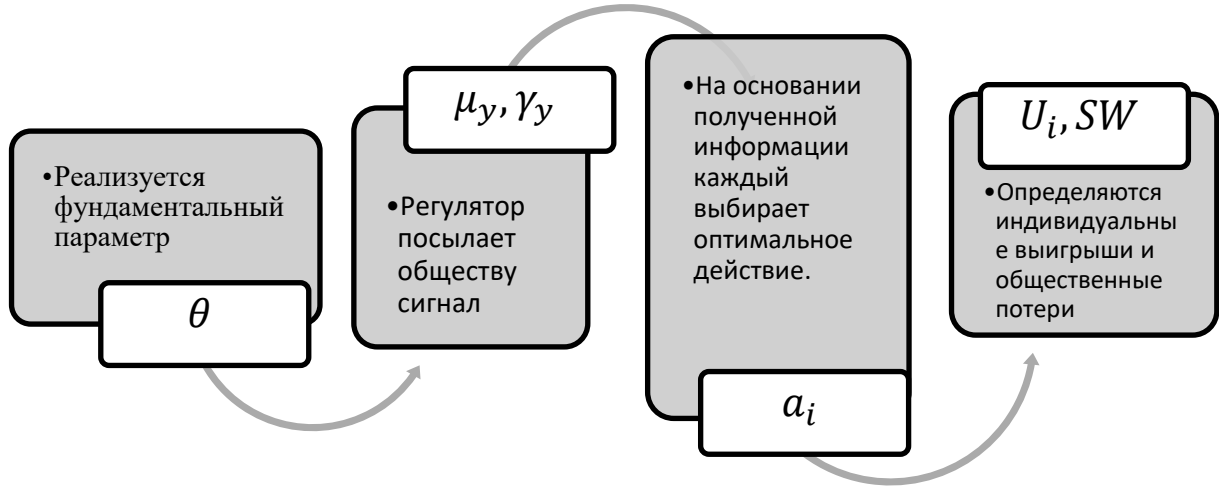 •Реализуется
фундаментальный
параметр
θ
μ_y, γ_y
•Регулятор
посылает
обществу
сигнал
•На основании
полученной
информации
каждый
выбирает
оптимальное
действие.
a_i
U_i, SW
•Определяются
индивидуальны
е выигрыши и
общественные
потери